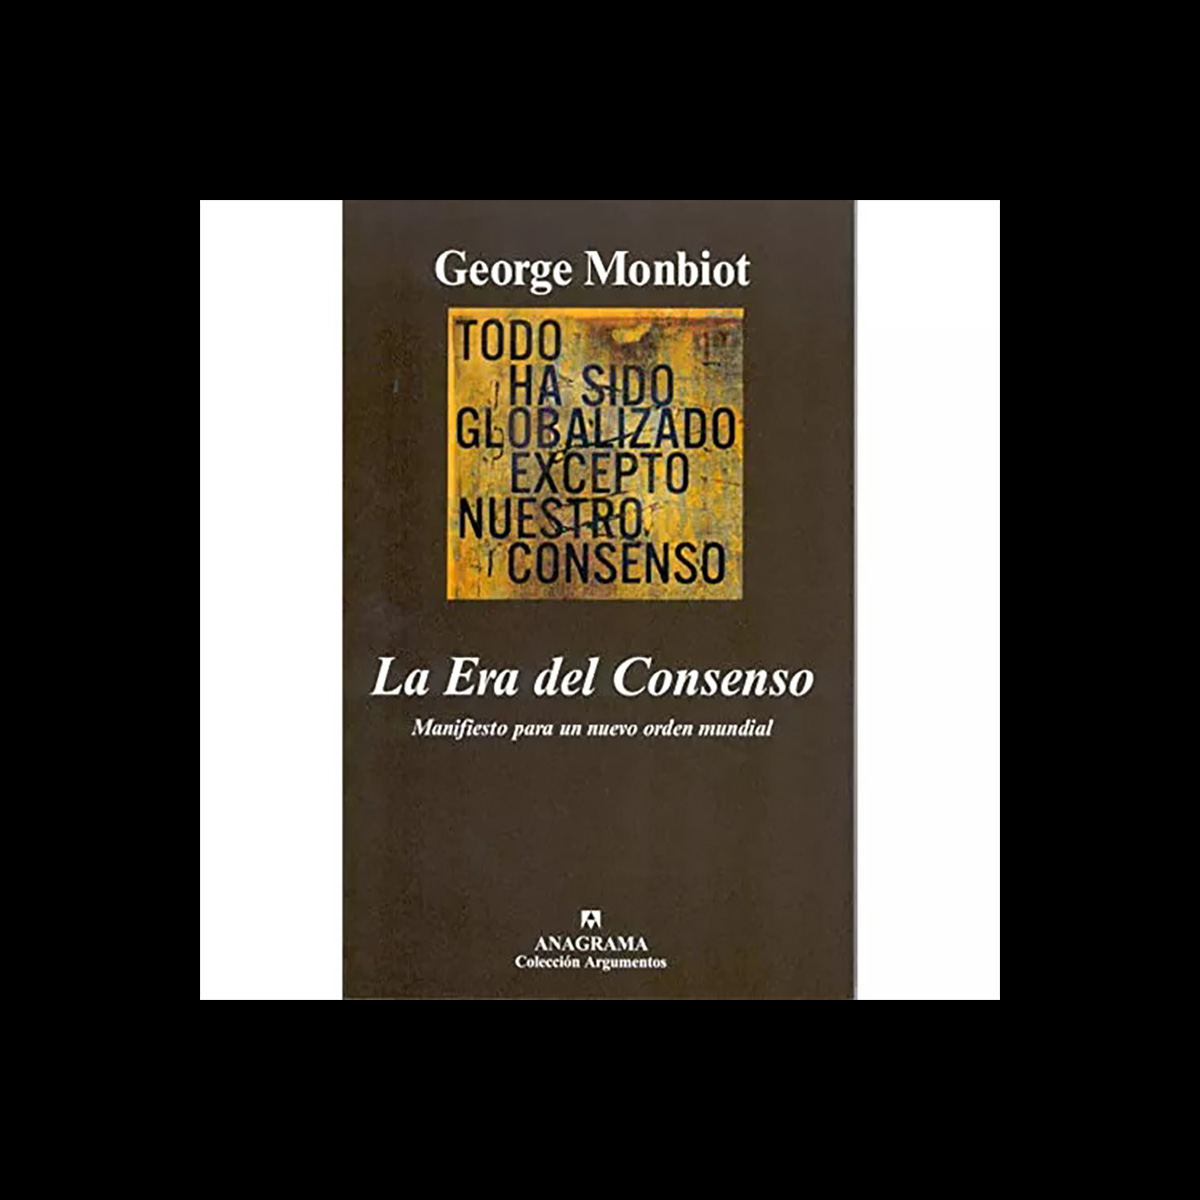 George Monbiot
TODO
HA SIDO
GLOBALIZADO
EXCEPTO
NUESTRO
CONSENSO
La Era del Consenso
Manifiesto para un nuevo orden mundial
ANAGRAMA
Colección Argumentos